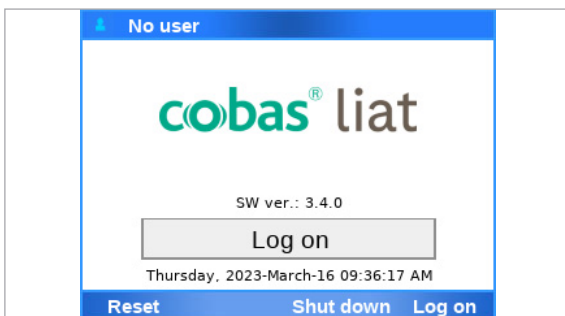 No user
cobas® liat
SW ver.: 3.4.0
Log on
Thursday, 2023-March-16 09:36:17 AM
Reset Shut down Log on